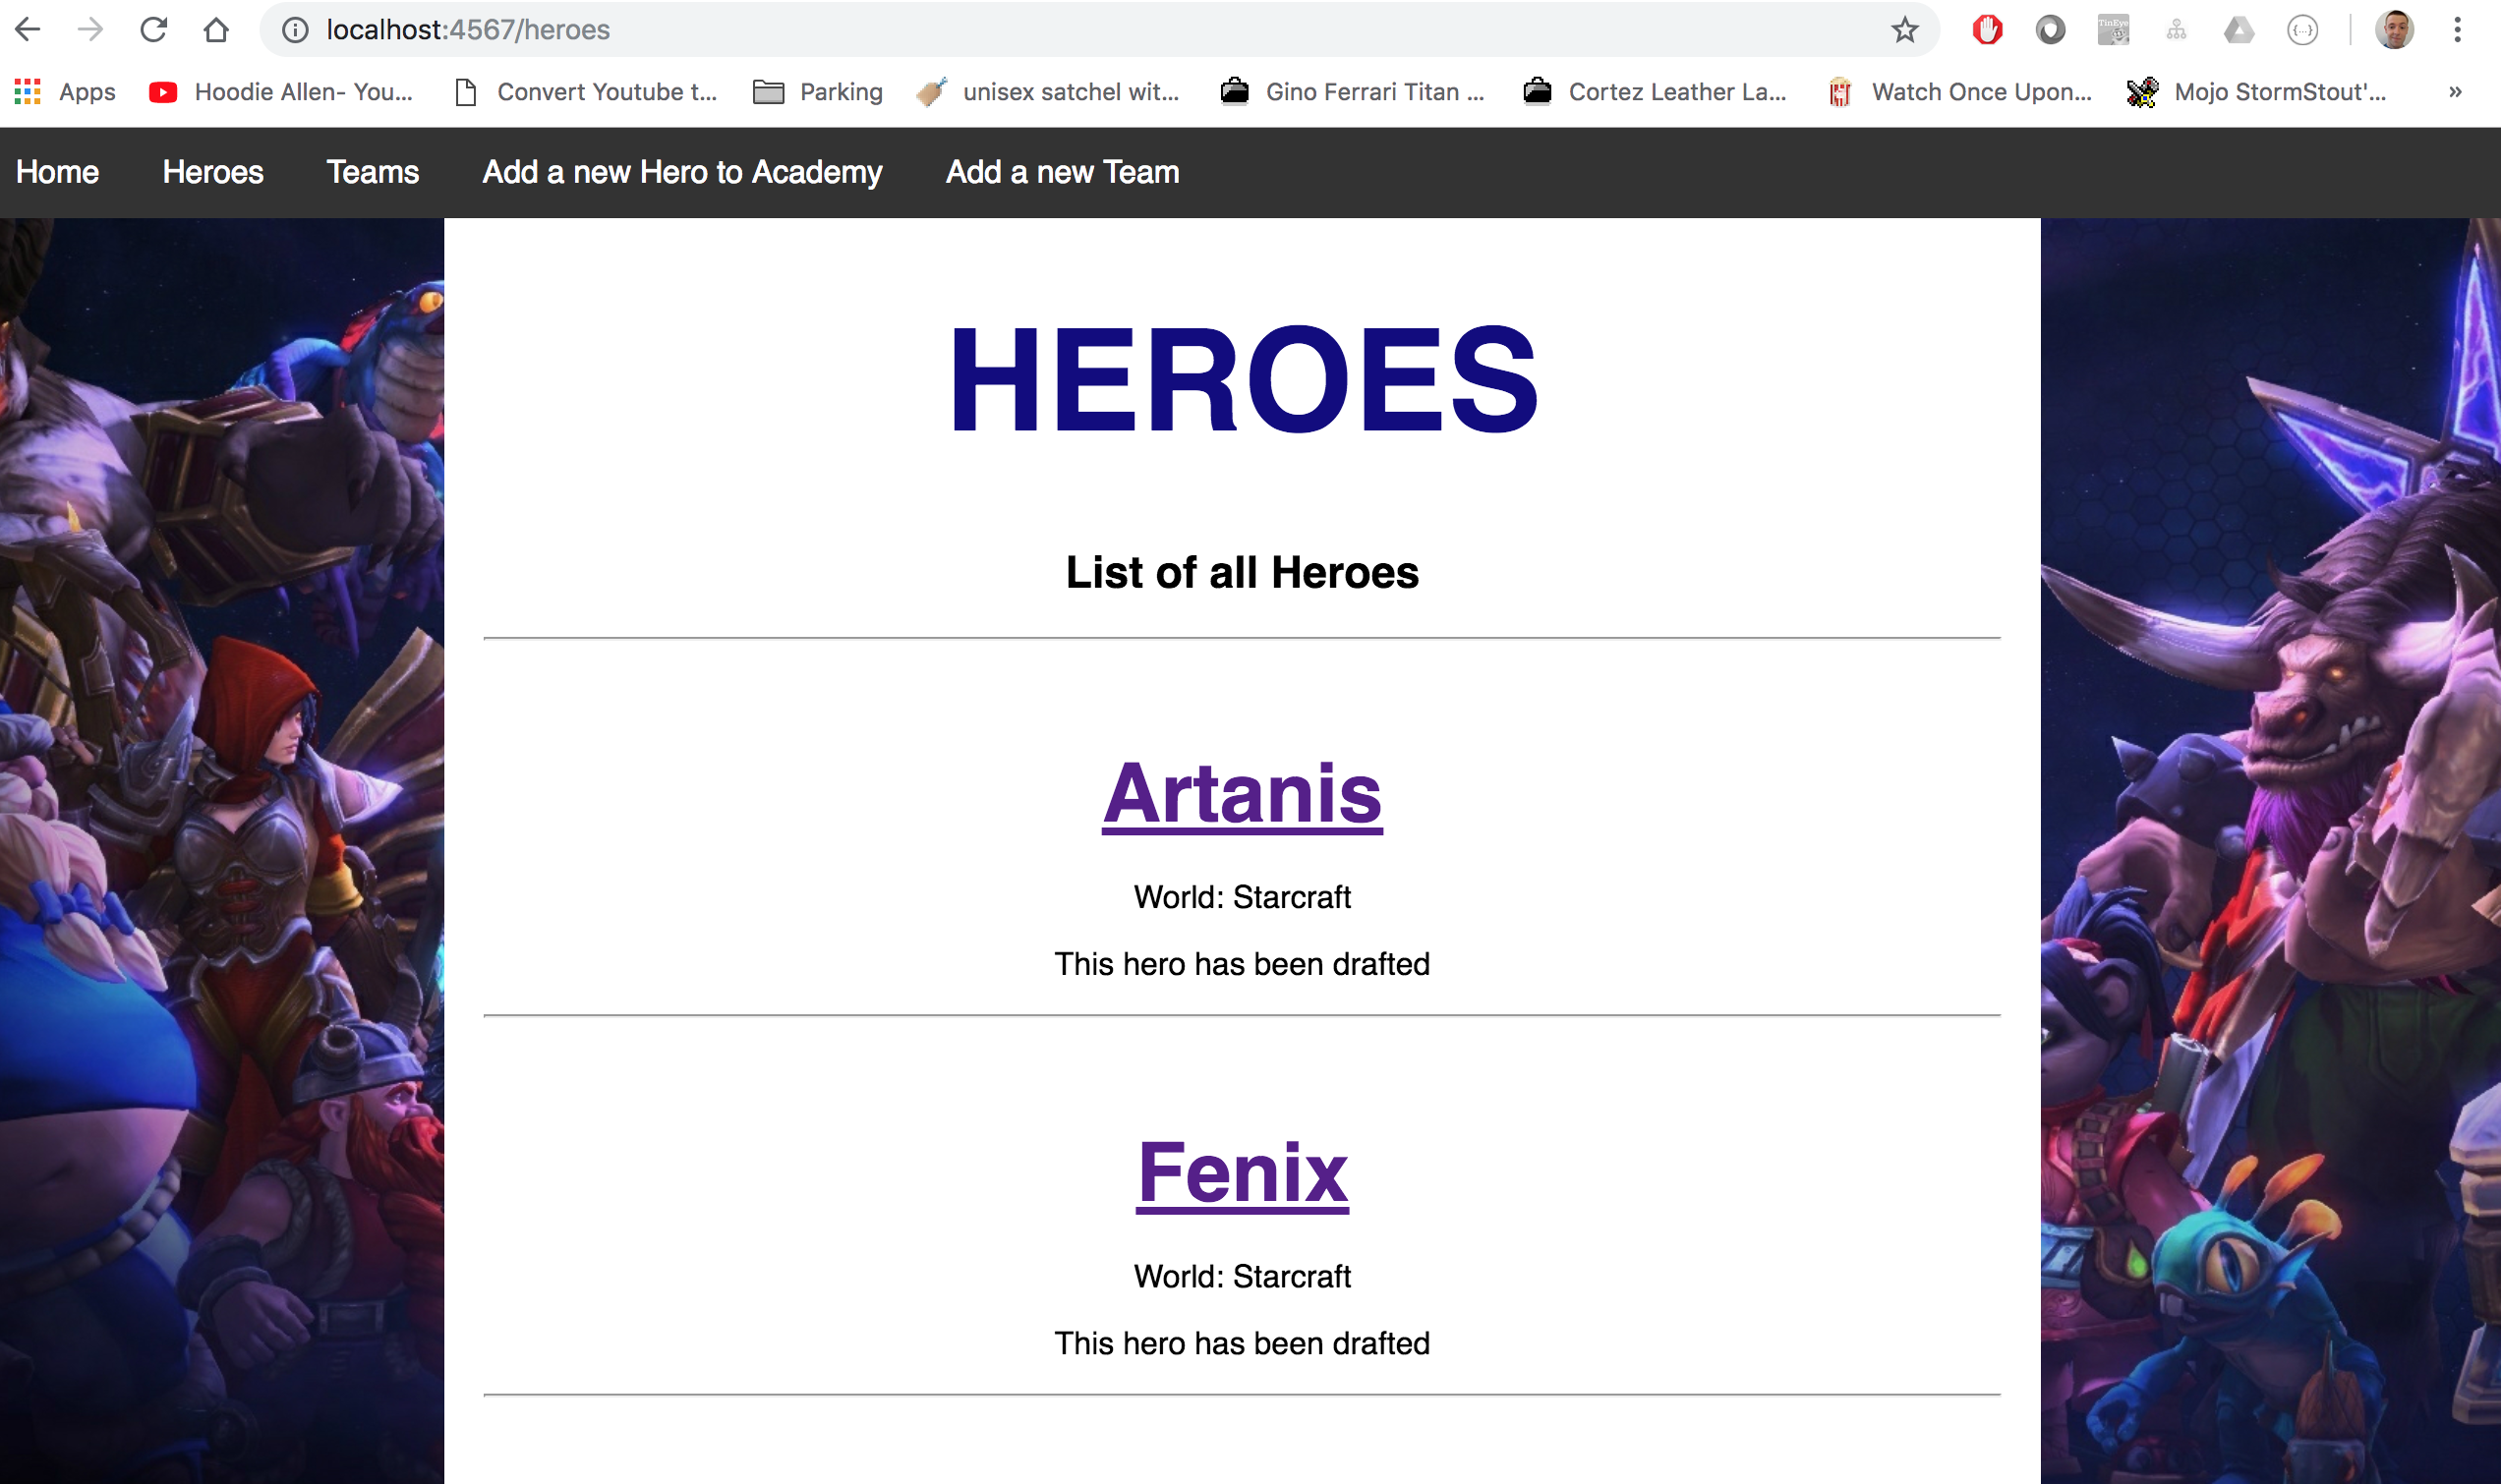 localhost:4567/heroes
Apps Hoodie Allen- You... Convert Youtube t... Parking unisex satchel wit... Gino Ferrari Titan ... Cortez Leather La... Watch Once Upon... Mojo StormStout'... »
Home Heroes Teams Add a new Hero to Academy Add a new Team
HEROES
List of all Heroes
Artanis
World: Starcraft
This hero has been drafted
Fenix
World: Starcraft
This hero has been drafted